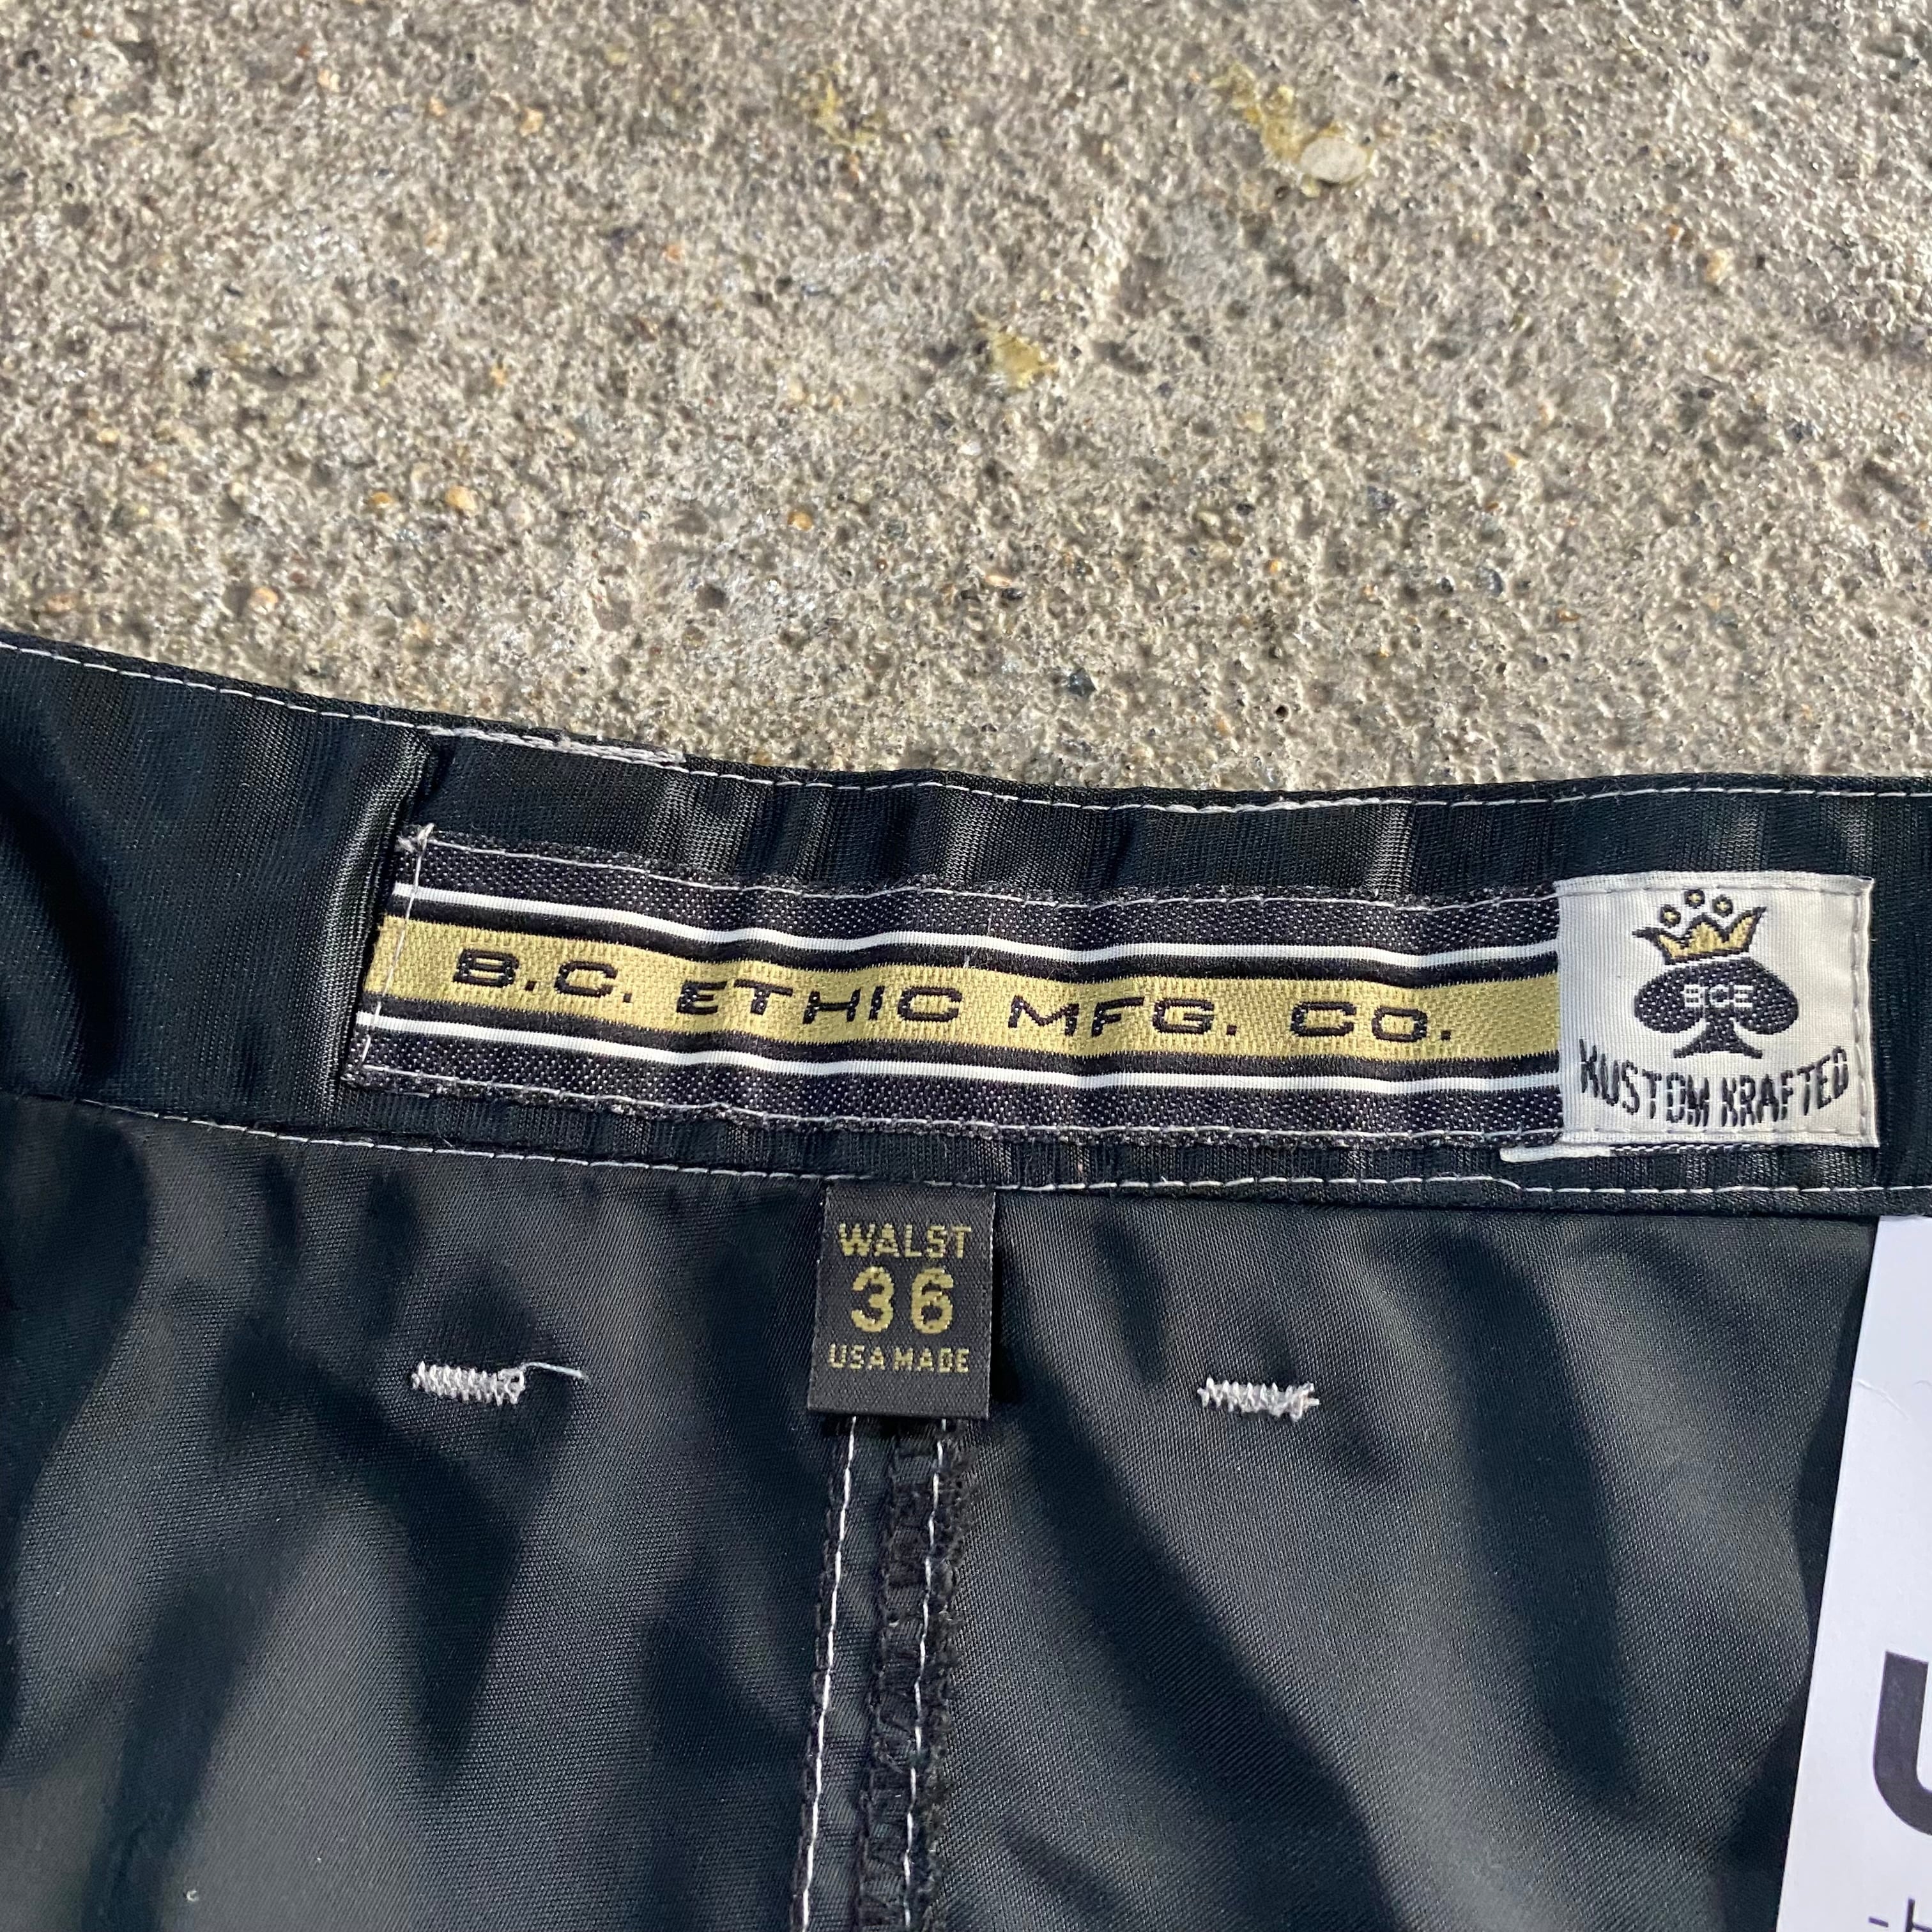 B.C. ETHIC MFG. CO.
BCE
KUSTOM KRAFTED
WALST
36
USA MADE